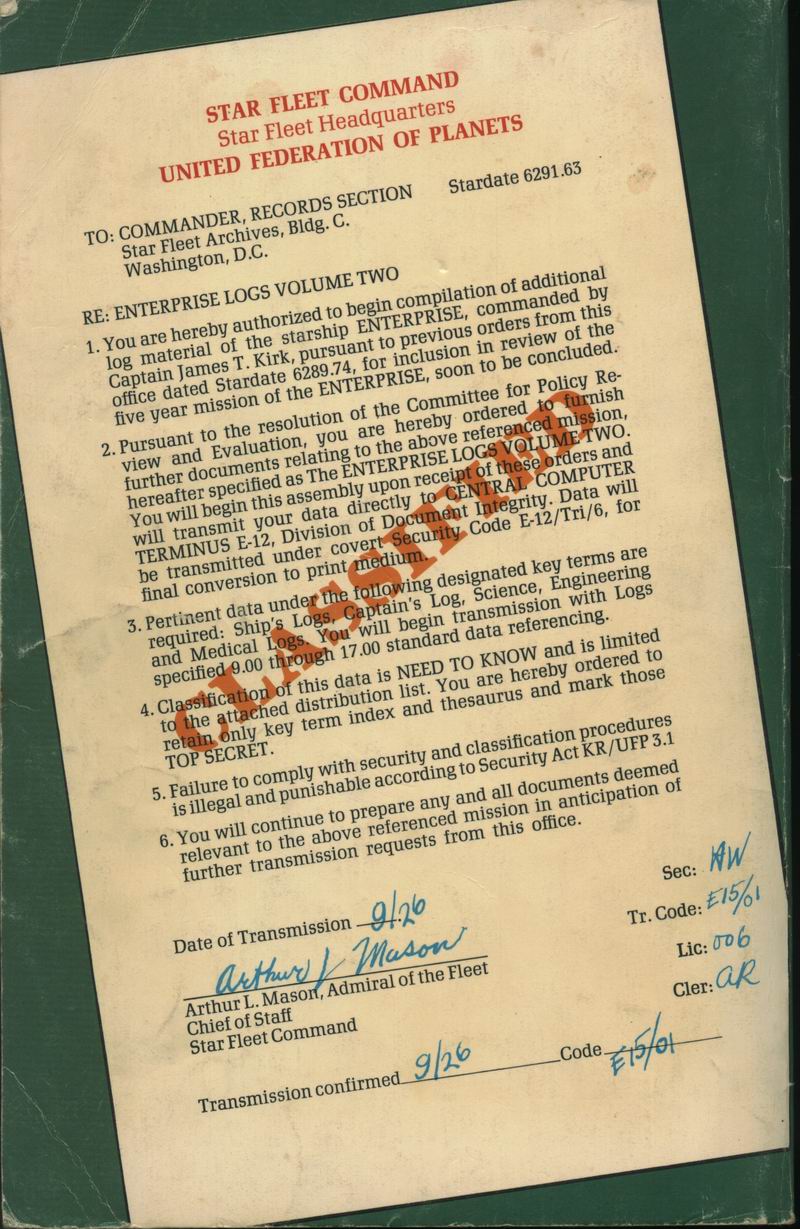 STAR FLEET COMMAND
Star Fleet Headquarters
UNITED FEDERATION OF PLANETS
Stardate 6291.63
TO: COMMANDER, RECORDS SECTION
Star Fleet Archives, Bldg. C.
Washington, D.C.
RE: ENTERPRISE LOGS VOLUME TWO
1. You are hereby authorized to begin compilation of additional
log material of the starship ENTERPRISE, commanded by
Captain James T. Kirk, pursuant to previous orders from this
office dated Stardate 6289.74, for inclusion in review of the
five year mission of the ENTERPRISE, soon to be concluded.
2. Pursuant to the resolution of the Committee for Policy Re-
view and Evaluation, you are hereby ordered to furnish
further documents relating to the above referenced mission,
hereafter specified as The ENTERPRISE LOGS VOLUME TWO.
You will begin this assembly upon receipt of these orders and
will transmit your data directly to CENTRAL COMPUTER
TERMINUS E-12, Division of Document Integrity. Data will
be transmitted under covert Security Code E-12/Tri/6, for
final conversion to print medium.
3. Pertinent data under the following designated key terms are
required: Ship's Logs, Captain's Log, Science, Engineering
and Medical Logs. You will begin transmission with Logs
specified 9.00 through 17.00 standard data referencing.
4. Classification of this data is NEED TO KNOW and is limited
to the attached distribution list. You are hereby ordered to
retain only key term index and thesaurus and mark those
TOP SECRET.
5. Failure to comply with security and classification procedures
is illegal and punishable according to Security Act KR/UFP 3.1
6. You will continue to prepare any and all documents deemed
relevant to the above referenced mission in anticipation of
further transmission requests from this office.
CLASSIFIED
Sec: AW
Tr. Code: E15/01
Lic: 006
Cler: AR
Date of Transmission 9/26
Arthur L Mason
Arthur L. Mason, Admiral of the Fleet
Chief of Staff
Star Fleet Command
Transmission confirmed 9/26 Code E15/01